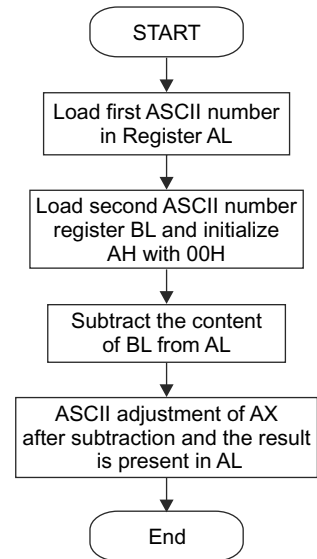 START
Load first ASCII number
in Register AL
Load second ASCII number
register BL and initialize
AH with 00H
Subtract the content
of BL from AL
ASCII adjustment of AX
after subtraction and the result
is present in AL
End